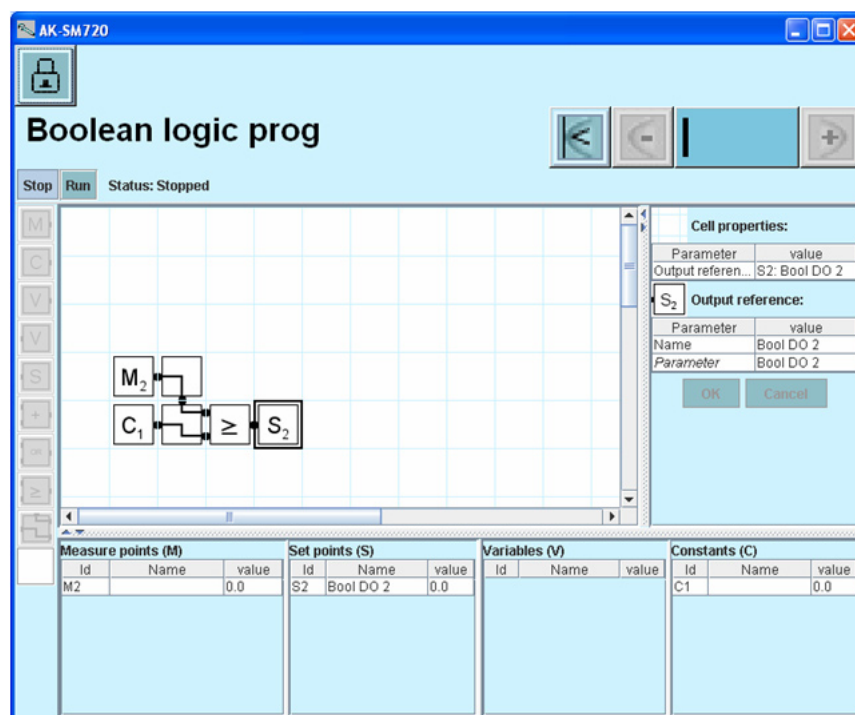 AK-SM720
Boolean logic prog
Stop Run Status: Stopped
M
C
V
V
S
+
OR
≥
M2
C1 ≥ S2
Cell properties:
Parameter value
Output referen... S2: Bool DO 2
S2 Output reference:
Parameter value
Name Bool DO 2
Parameter Bool DO 2
OK Cancel
Measure points (M)
Id Name value
M2 0.0
Set points (S)
Id Name value
S2 Bool DO 2 0.0
Variables (V)
Id Name value
Constants (C)
Id Name value
C1 0.0